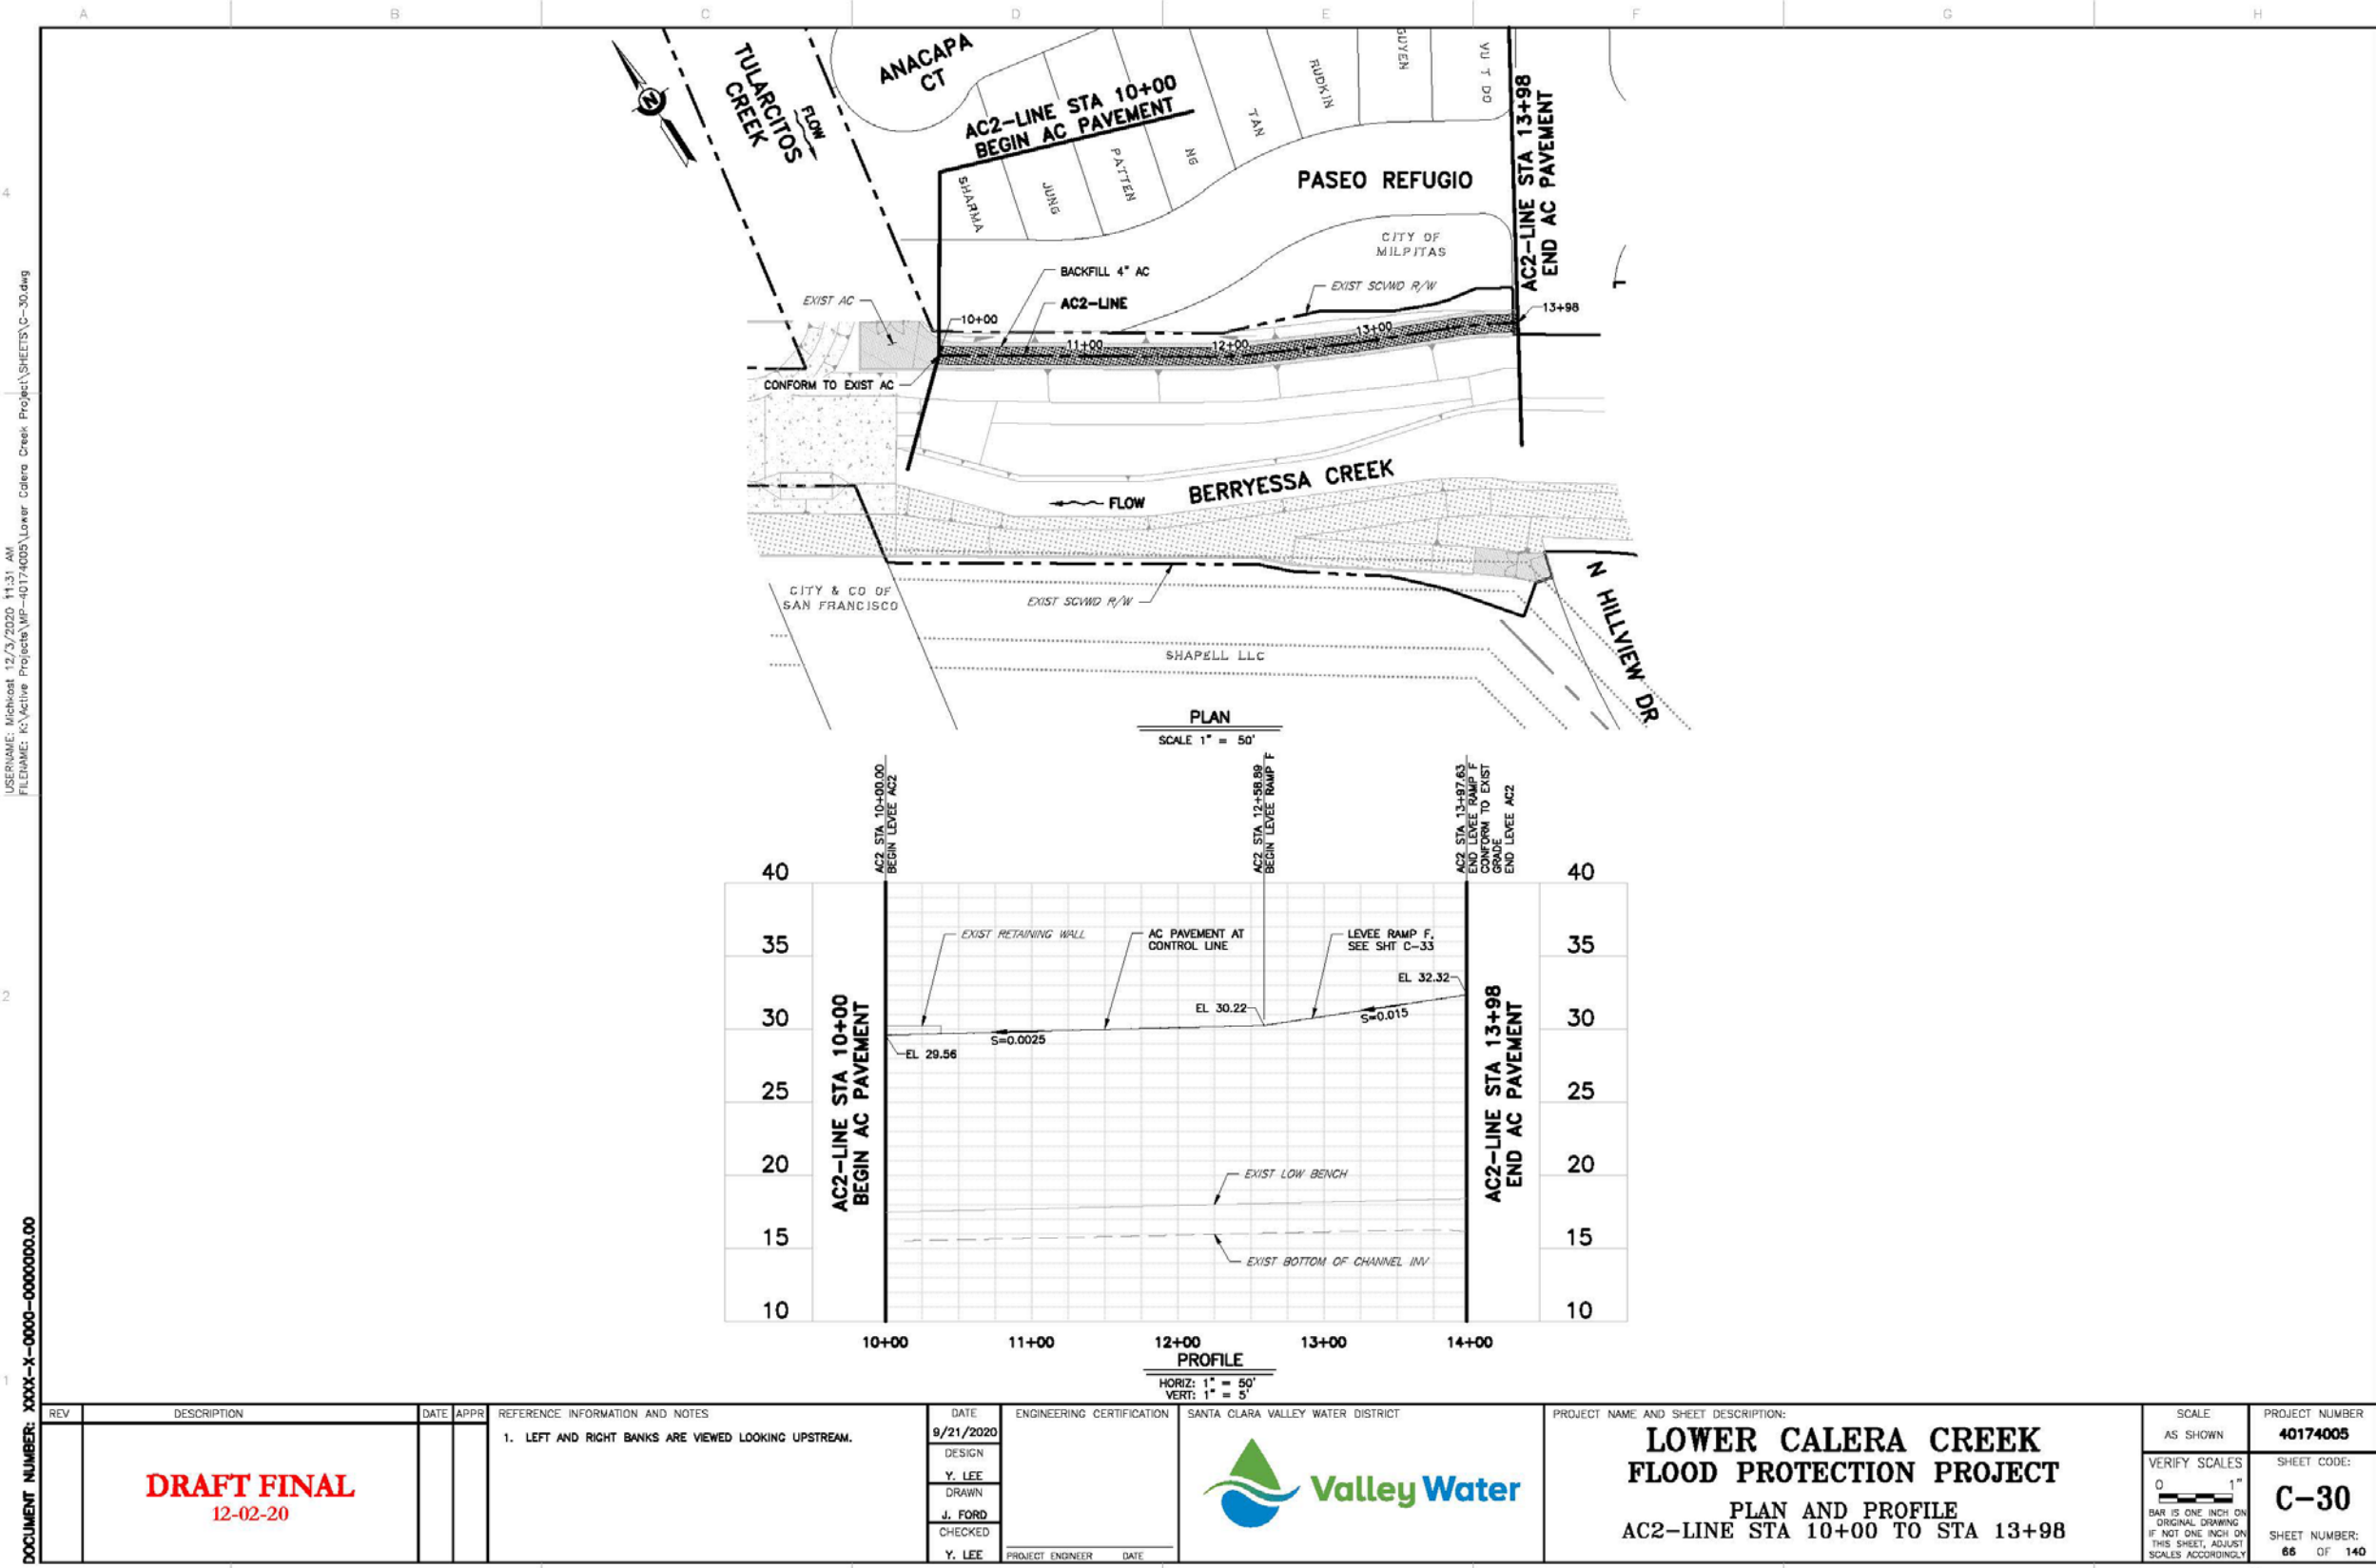 A
B
C
D
E
F
G
H
4
2
1
USERNAME: Michkost 12/3/2020 11:31 AM
FILENAME: K:\Active Projects\MP-40174005\Lower Calera Creek Project\SHEETS\C-30.dwg
DOCUMENT NUMBER: XXXX-X-0000-0000000.00
N
TULARCITOS
CREEK
FLOW
ANACAPA
CT
AC2-LINE STA 10+00
BEGIN AC PAVEMENT
SHARMA
JUNG
PATTEN
NG
TAN
RUDKIN
GUYEN
VU T DO
AC2-LINE STA 13+98
END AC PAVEMENT
PASEO REFUGIO
CITY OF
MILPITAS
BACKFILL 4" AC
AC2-LINE
EXIST SCVWD R/W
EXIST AC
10+00
11+00
12+00
13+00
13+98
CONFORM TO EXIST AC
BERRYESSA CREEK
FLOW
CITY & CO OF
SAN FRANCISCO
EXIST SCVWD R/W
SHAPELL LLC
N HILLVIEW DR
PLAN
SCALE 1" = 50'
AC2 STA 10+00.00
BEGIN LEVEE AC2
AC2 STA 12+58.89
BEGIN LEVEE RAMP F
AC2 STA 13+97.63
END LEVEE RAMP F
CONFORM TO EXIST
GRADE
END LEVEE AC2
40
35
30
25
20
15
10
AC2-LINE STA 10+00
BEGIN AC PAVEMENT
EXIST RETAINING WALL
AC PAVEMENT AT
CONTROL LINE
LEVEE RAMP F,
SEE SHT C-33
EL 32.32
EL 30.22
S=0.015
S=0.0025
EL 29.56
EXIST LOW BENCH
EXIST BOTTOM OF CHANNEL INV
AC2-LINE STA 13+98
END AC PAVEMENT
40
35
30
25
20
15
10
10+00 11+00 12+00 13+00 14+00
PROFILE
HORIZ: 1" = 50'
VERT: 1" = 5'
REV DESCRIPTION DATE APPR
DRAFT FINAL
12-02-20
REFERENCE INFORMATION AND NOTES
1. LEFT AND RIGHT BANKS ARE VIEWED LOOKING UPSTREAM.
DATE
9/21/2020
DESIGN
Y. LEE
DRAWN
J. FORD
CHECKED
Y. LEE
ENGINEERING CERTIFICATION
PROJECT ENGINEER DATE
SANTA CLARA VALLEY WATER DISTRICT
Valley Water
PROJECT NAME AND SHEET DESCRIPTION:
LOWER CALERA CREEK
FLOOD PROTECTION PROJECT
PLAN AND PROFILE
AC2-LINE STA 10+00 TO STA 13+98
SCALE
AS SHOWN
VERIFY SCALES
0 1"
BAR IS ONE INCH ON
ORIGINAL DRAWING
IF NOT ONE INCH ON
THIS SHEET, ADJUST
SCALES ACCORDINGLY
PROJECT NUMBER
40174005
SHEET CODE:
C-30
SHEET NUMBER:
66 OF 140